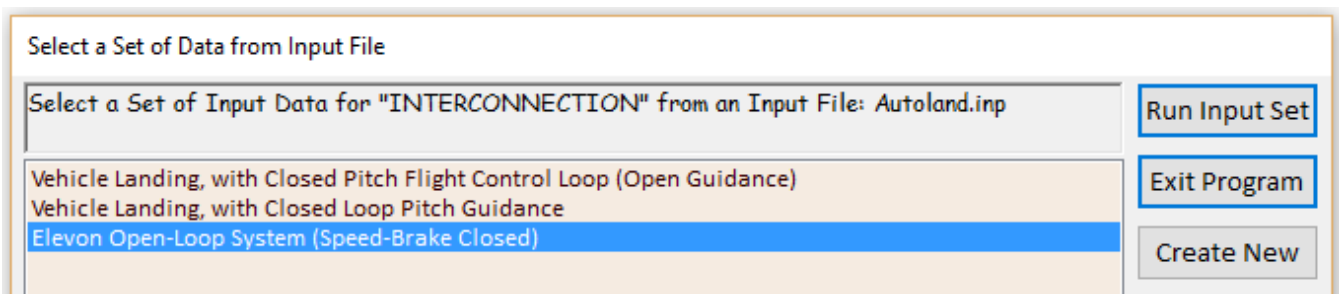 Select a Set of Data from Input File
Select a Set of Input Data for "INTERCONNECTION" from an Input File: Autoland.inp
Run Input Set
Vehicle Landing, with Closed Pitch Flight Control Loop (Open Guidance)
Exit Program
Vehicle Landing, with Closed Loop Pitch Guidance
Elevon Open-Loop System (Speed-Brake Closed)
Create New